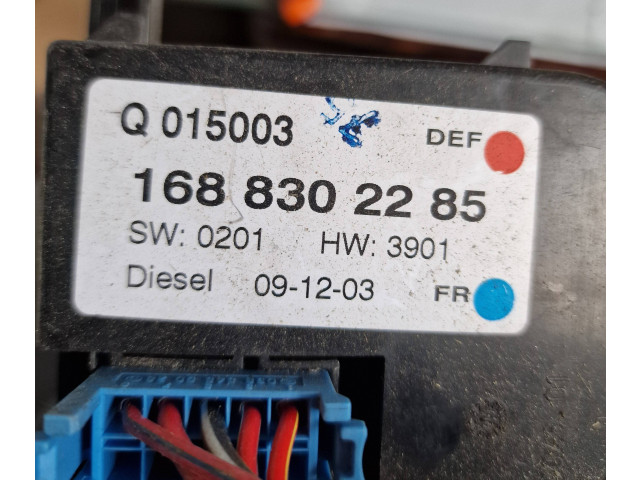 Q 015003 DEF
168 830 22 85
SW: 0201 HW: 3901
Diesel 09-12-03 FR